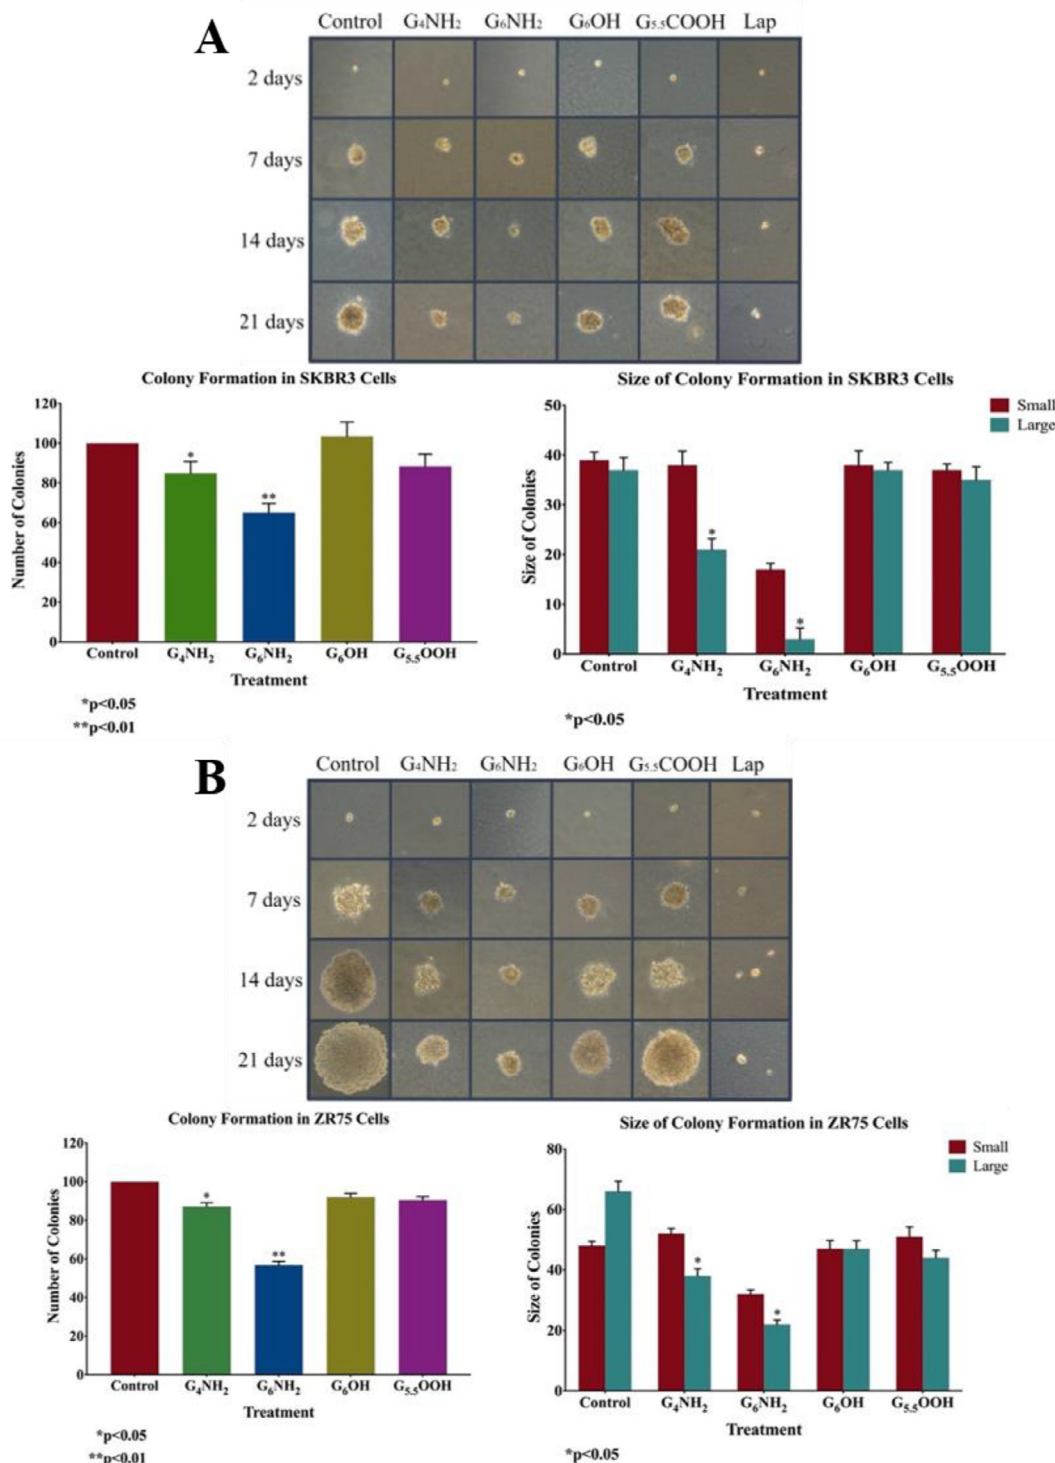 A
Control G₄NH₂ G₆NH₂ G₆OH G₅.₅COOH Lap
2 days
7 days
14 days
21 days
Colony Formation in SKBR3 Cells
Number of Colonies
120
100
80
60
40
20
0
*
**
Control G₄NH₂ G₆NH₂ G₆OH G₅.₅OOH
Treatment
*p<0.05
**p<0.01
Size of Colony Formation in SKBR3 Cells
Small
Large
Size of Colonies
50
40
30
20
10
0
*
*
Control G₄NH₂ G₆NH₂ G₆OH G₅.₅OOH
Treatment
*p<0.05
B
Control G₄NH₂ G₆NH₂ G₆OH G₅.₅COOH Lap
2 days
7 days
14 days
21 days
Colony Formation in ZR75 Cells
Number of Colonies
120
100
80
60
40
20
0
*
**
Control G₄NH₂ G₆NH₂ G₆OH G₅.₅OOH
Treatment
*p<0.05
**p<0.01
Size of Colony Formation in ZR75 Cells
Small
Large
Size of Colonies
80
60
40
20
0
*
*
Control G₄NH₂ G₆NH₂ G₆OH G₅.₅OOH
Treatment
*p<0.05